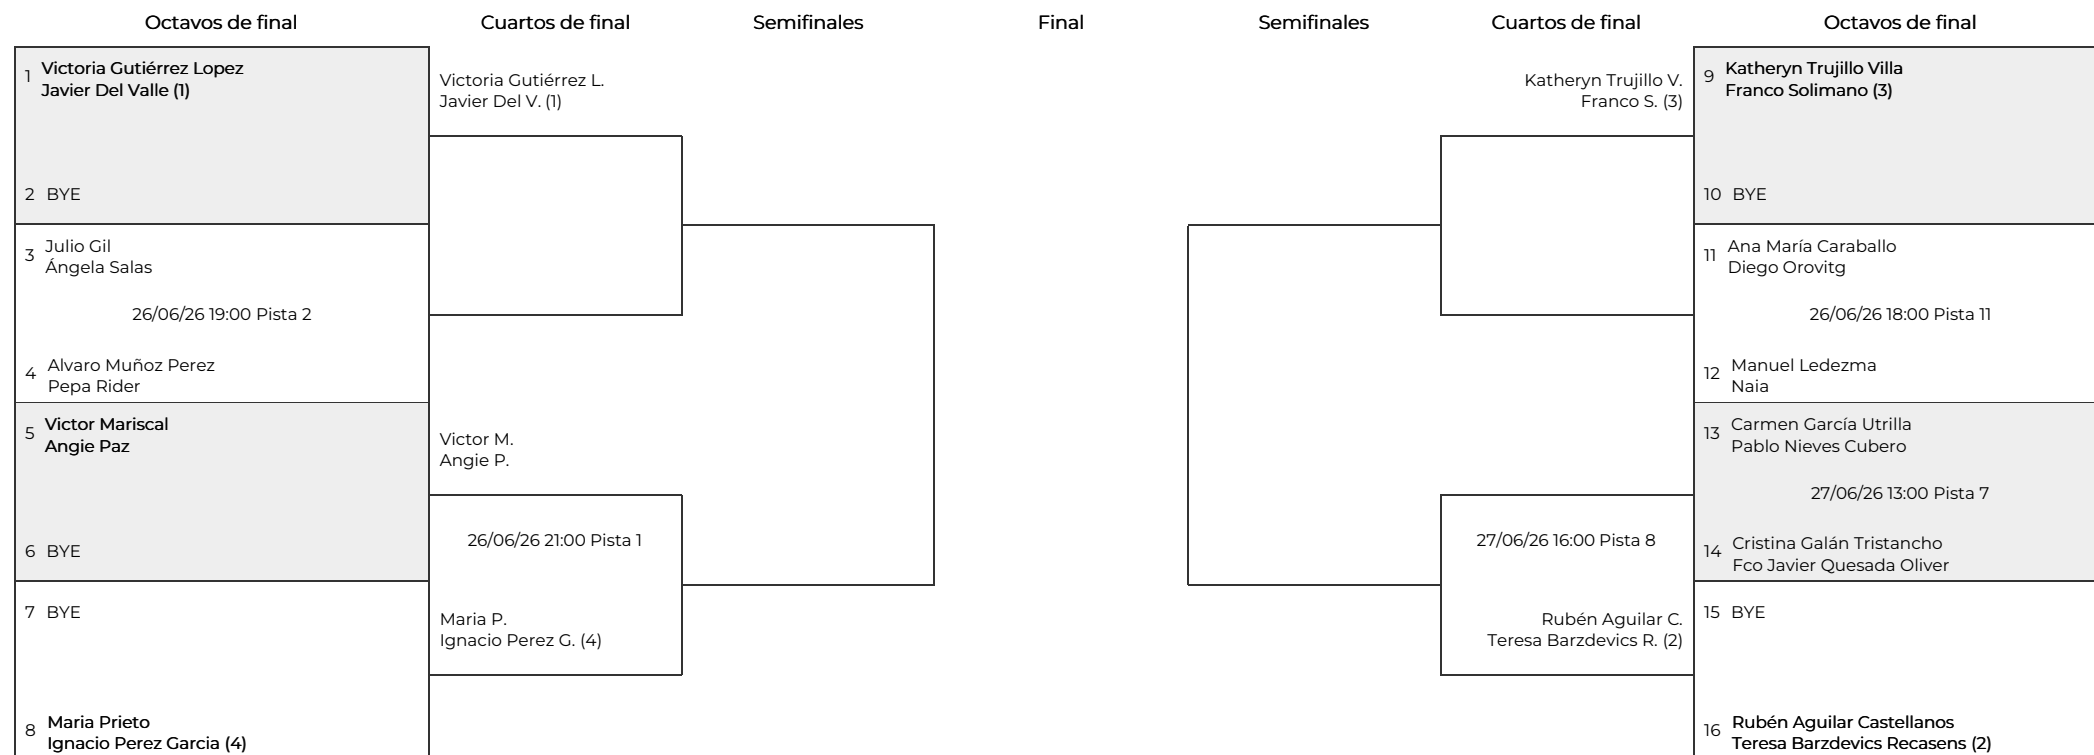 Octavos de final
Cuartos de final
Semifinales
Final
Semifinales
Cuartos de final
Octavos de final
1 Victoria Gutiérrez Lopez
Javier Del Valle (1)
2 BYE
3 Julio Gil
Ángela Salas
26/06/26 19:00 Pista 2
4 Alvaro Muñoz Perez
Pepa Rider
5 Victor Mariscal
Angie Paz
6 BYE
7 BYE
8 Maria Prieto
Ignacio Perez Garcia (4)
Victoria Gutiérrez L.
Javier Del V. (1)
Victor M.
Angie P.
26/06/26 21:00 Pista 1
Maria P.
Ignacio Perez G. (4)
Katheryn Trujillo V.
Franco S. (3)
27/06/26 16:00 Pista 8
Rubén Aguilar C.
Teresa Barzdevics R. (2)
9 Katheryn Trujillo Villa
Franco Solimano (3)
10 BYE
11 Ana María Caraballo
Diego Orovitg
26/06/26 18:00 Pista 11
12 Manuel Ledezma
Naia
13 Carmen García Utrilla
Pablo Nieves Cubero
27/06/26 13:00 Pista 7
14 Cristina Galán Tristancho
Fco Javier Quesada Oliver
15 BYE
16 Rubén Aguilar Castellanos
Teresa Barzdevics Recasens (2)